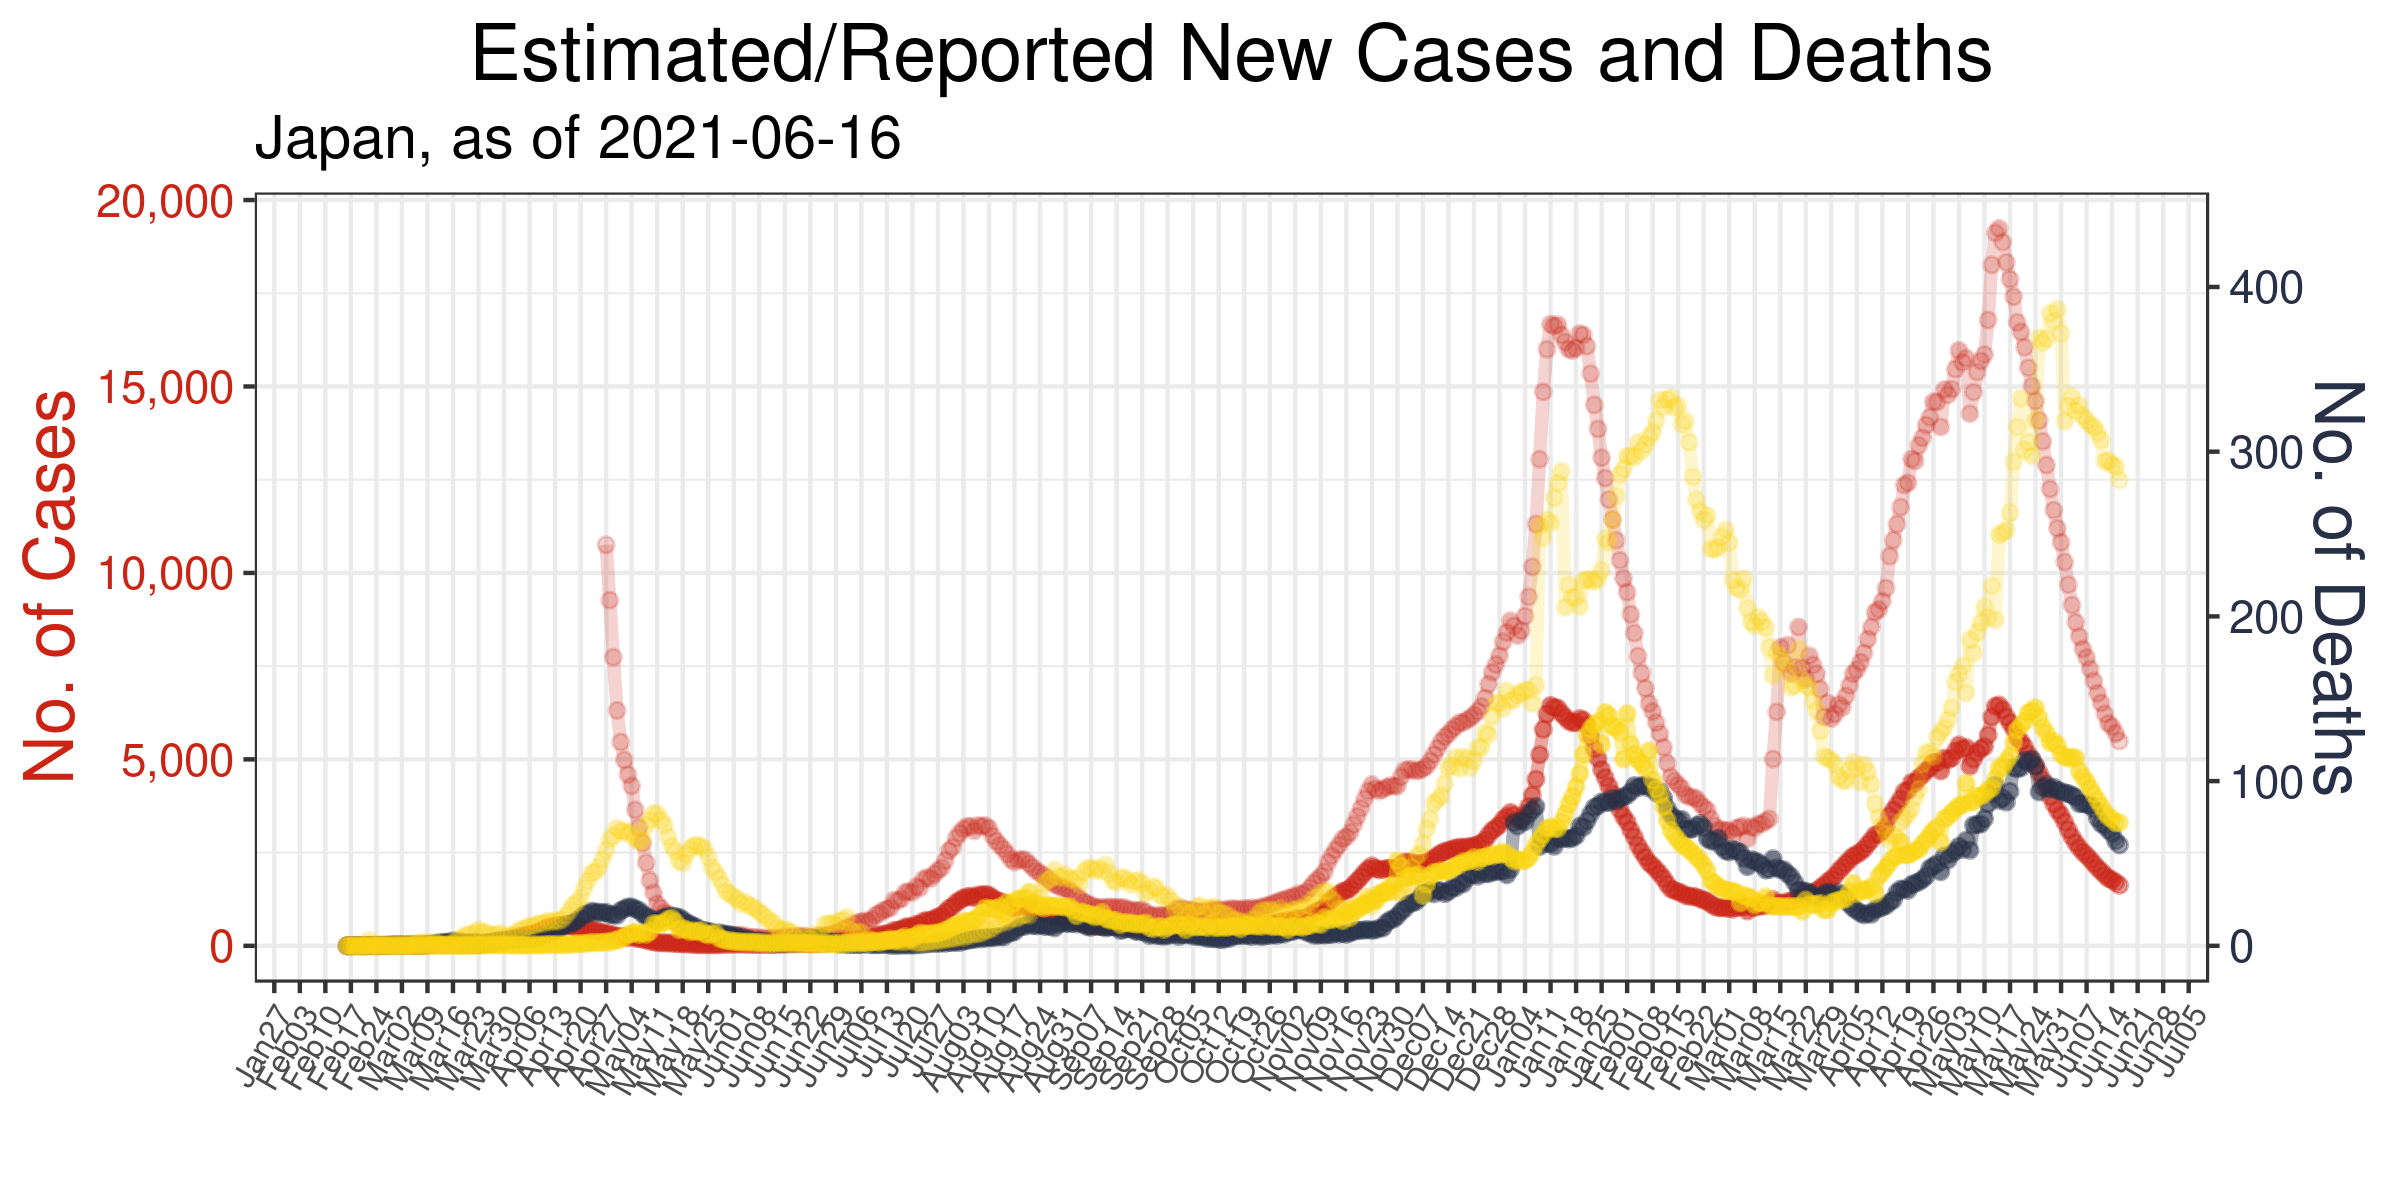 Estimated/Reported New Cases and Deaths
Japan, as of 2021-06-16
No. of Cases
20,000
15,000
10,000
5,000
0
No. of Deaths
400
300
200
100
0
Jan27
Feb03
Feb10
Feb17
Feb24
Mar02
Mar09
Mar16
Mar23
Mar30
Apr06
Apr13
Apr20
Apr27
May04
May11
May18
May25
Jun01
Jun08
Jun15
Jun22
Jun29
Jul06
Jul13
Jul20
Jul27
Aug03
Aug10
Aug17
Aug24
Aug31
Sep07
Sep14
Sep21
Sep28
Oct05
Oct12
Oct19
Oct26
Nov02
Nov09
Nov16
Nov23
Nov30
Dec07
Dec14
Dec21
Dec28
Jan04
Jan11
Jan18
Jan25
Feb01
Feb08
Feb15
Feb22
Mar01
Mar08
Mar15
Mar22
Mar29
Apr05
Apr12
Apr19
Apr26
May03
May10
May17
May24
May31
Jun07
Jun14
Jun21
Jun28
Jul05